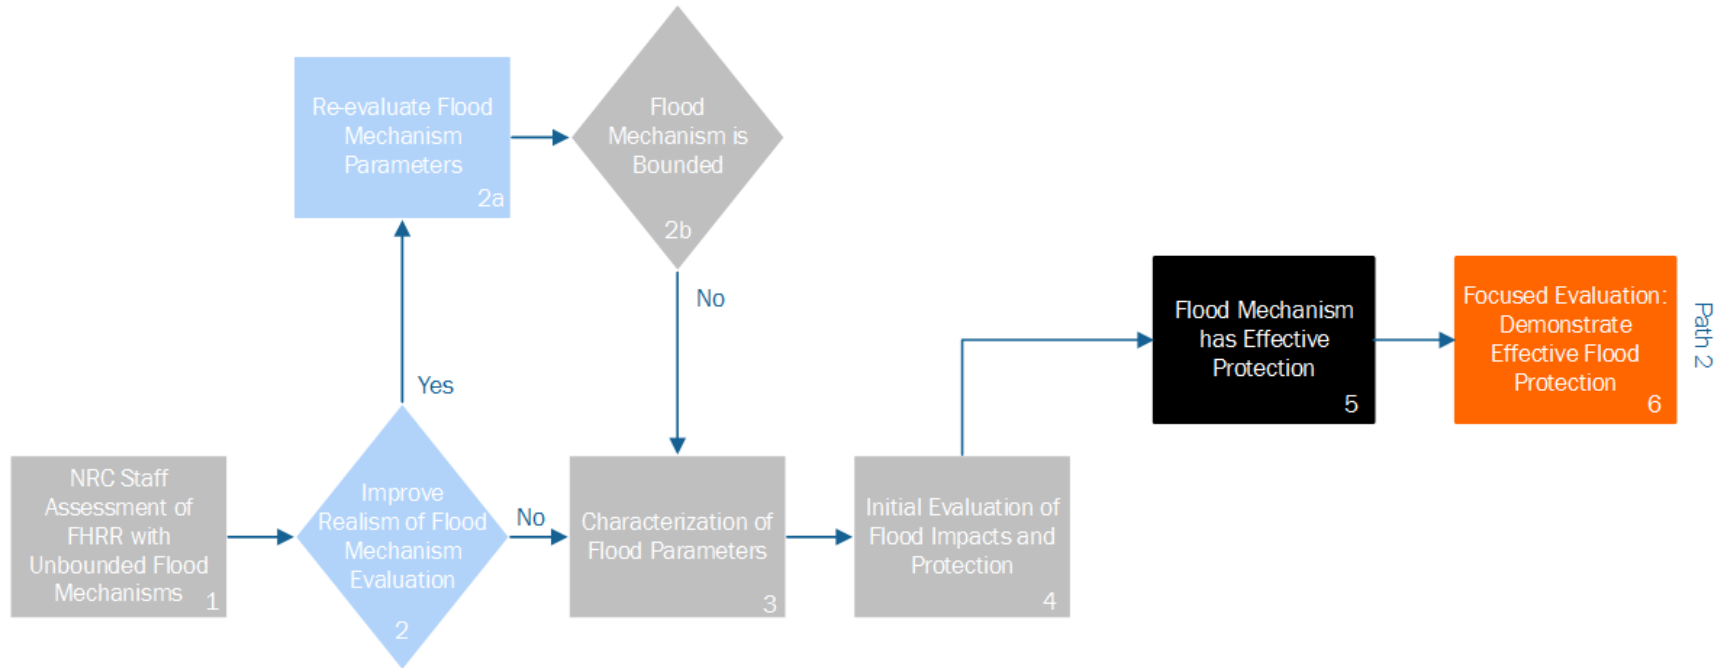 Re-evaluate Flood
Mechanism
Parameters
2a
Flood
Mechanism is
Bounded
2b
No
Yes
NRC Staff
Assessment of
FHRR with
Unbounded Flood
Mechanisms
1
Improve
Realism of Flood
Mechanism
Evaluation
2
No
Characterization of
Flood Parameters
3
Initial Evaluation of
Flood Impacts and
Protection
4
Flood Mechanism
has Effective
Protection
5
Focused Evaluation:
Demonstrate
Effective Flood
Protection
6
Path 2